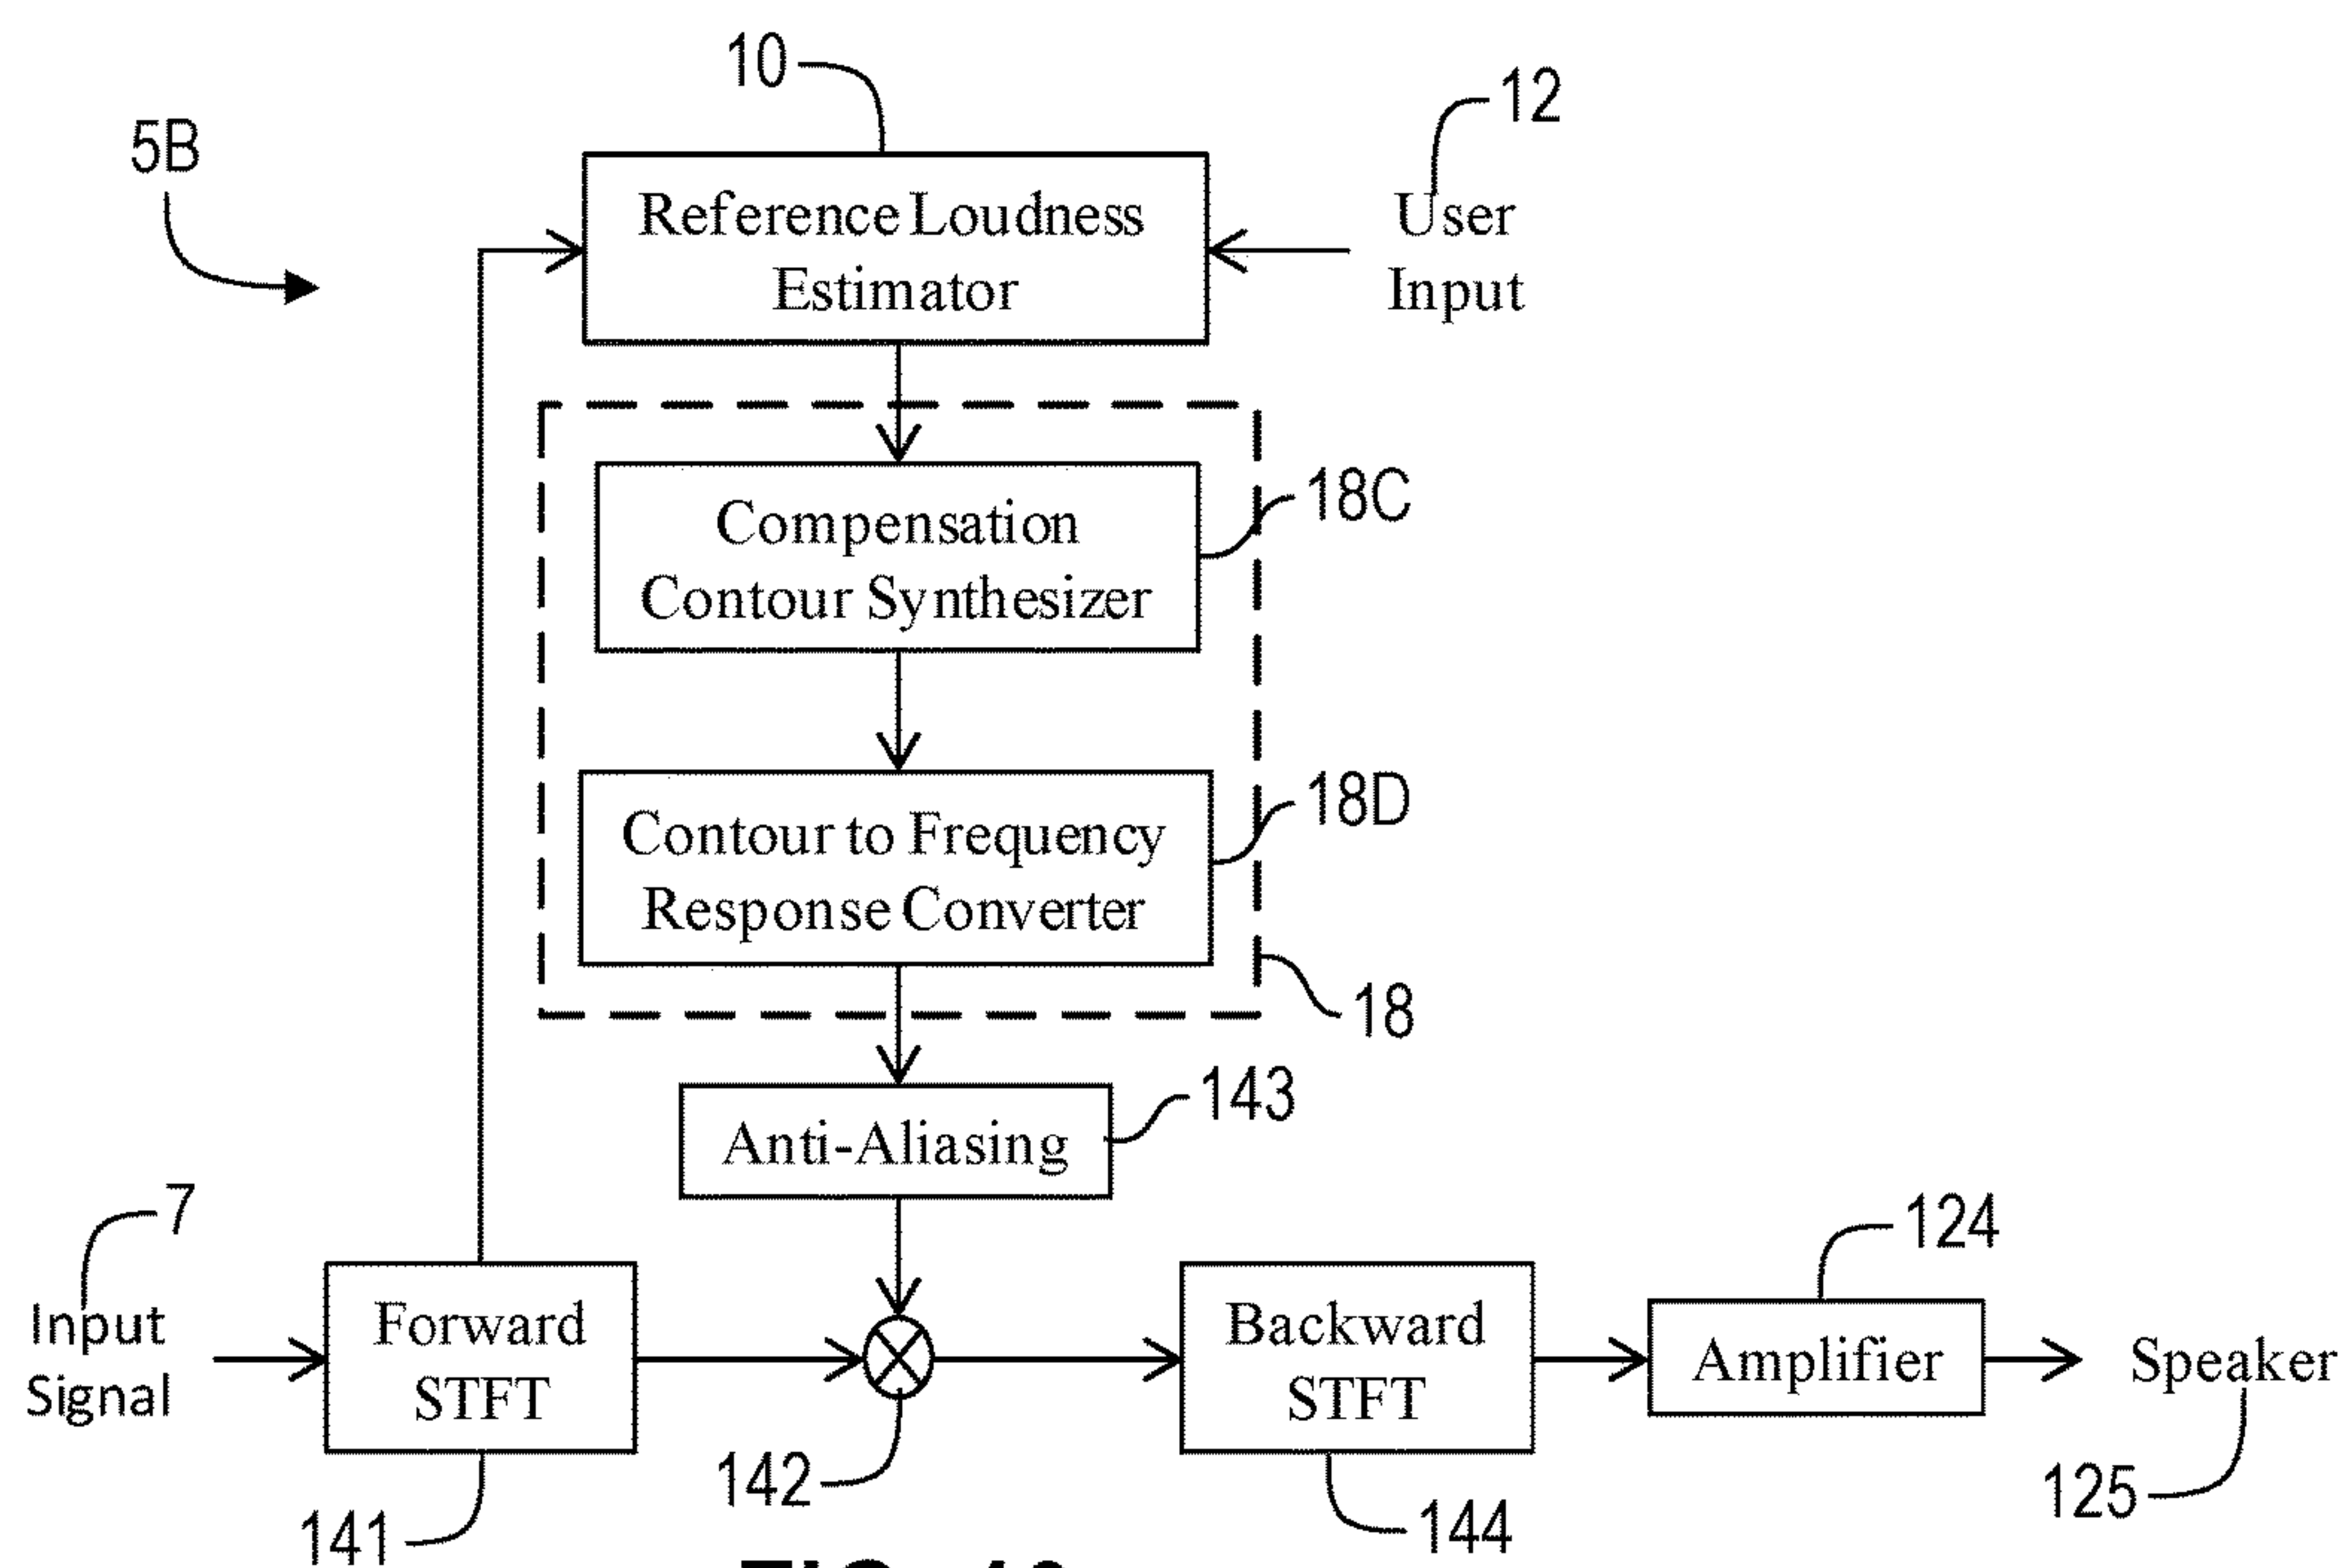 10
12
5B
Reference Loudness
Estimator
User
Input
Compensation
Contour Synthesizer
18C
Contour to Frequency
Response Converter
18D
18
Anti-Aliasing
143
7
Input
Signal
Forward
STFT
141
142
Backward
STFT
144
124
Amplifier
Speaker
125